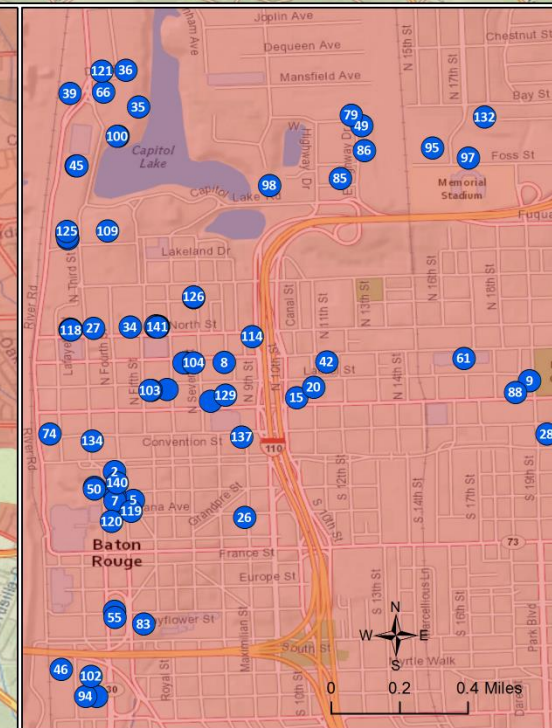 Joplin Ave
Dequeen Ave
Chestnut St
Mansfield Ave
N 15th St
N 17th St
Bay St
121
36
39
66
35
79
49
132
100
Capitol
Lake
W
Highway Dr
86
95
97
Foss St
45
98
85
Capitol Lake Rd
Memorial
Stadium
125
109
N Third St
Lakeland Dr
126
Canal St
N 11th St
N 13th St
N 16th St
N 18th St
River Rd
118
27
34
141
North St
114
N Fourth
N Fifth St
104
8
N 9th St
N 10th St
42
61
N 14th St
103
129
15
20
9
88
74
134
Convention St
137
110
28
River Rd
2
140
50
7
5
119
120
Grandpre St
26
S 10th St
S 12th St
S 14th St
S 17th St
S 19th St
Baton
Rouge
France St
73
Europe St
S 13th St
S 16th St
Park Blvd
55
83
Maximilian St
Royal St
South St
Myrtle Walk
46
102
94
S 10th St
N
W
E
S
0
0.2
0.4 Miles